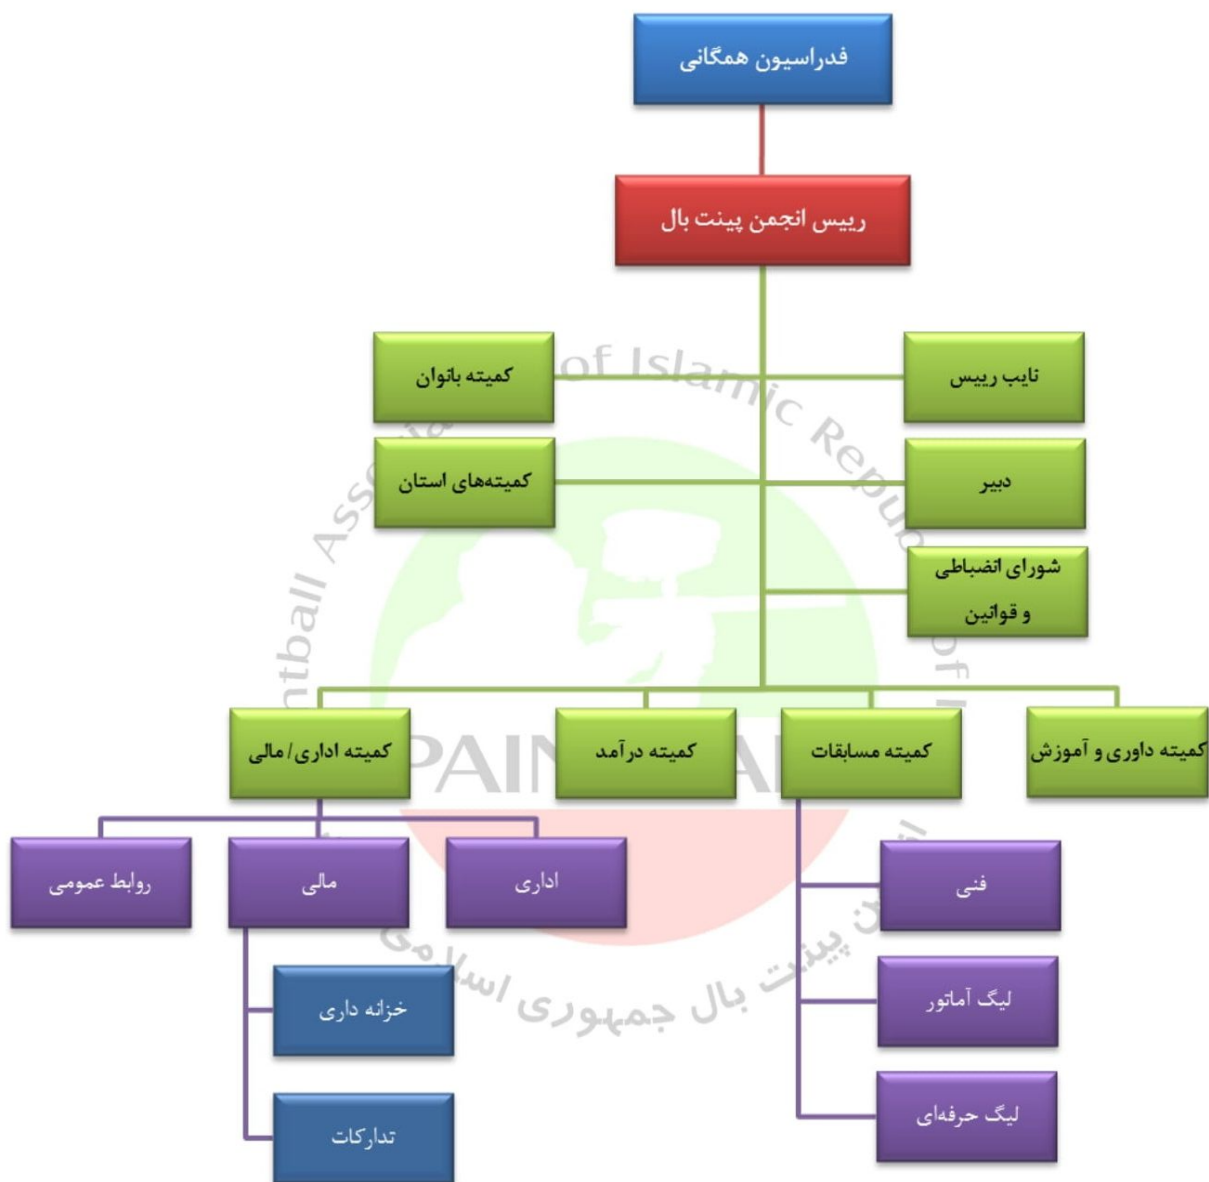 فدراسیون همگانی
رییس انجمن پینت بال
نایب رییس
کمیته بانوان
دبیر
کمیته‌های استان
شورای انضباطی
و قوانین
کمیته داوری و آموزش
کمیته مسابقات
کمیته درآمد
کمیته اداری/ مالی
فنی
لیگ آماتور
لیگ حرفه‌ای
اداری
مالی
روابط عمومی
خزانه داری
تدارکات
of Islamic Republic of
پینت بال جمهوری اسلامی